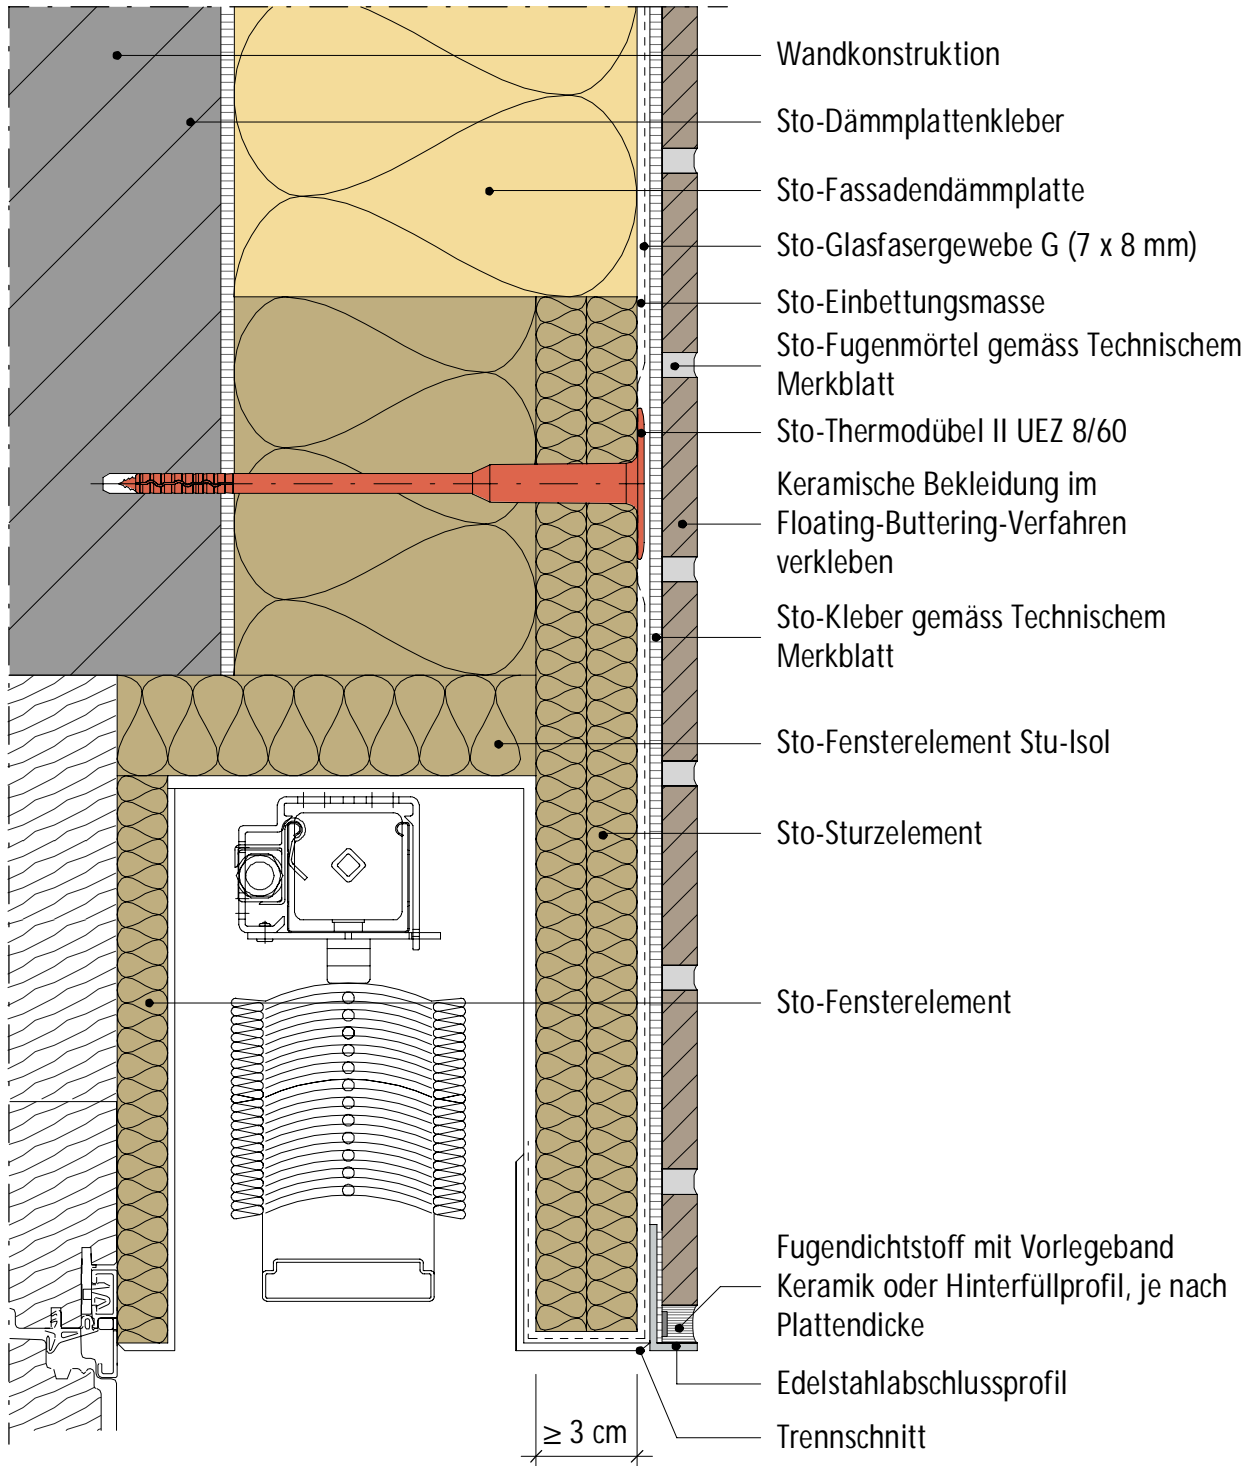 Wandkonstruktion
Sto-Dämmplattenkleber
Sto-Fassadendämmplatte
Sto-Glasfasergewebe G (7 x 8 mm)
Sto-Einbettungsmasse
Sto-Fugenmörtel gemäss Technischem
Merkblatt
Sto-Thermodübel II UEZ 8/60
Keramische Bekleidung im
Floating-Buttering-Verfahren
verkleben
Sto-Kleber gemäss Technischem
Merkblatt
Sto-Fensterelement Stu-Isol
Sto-Sturzelement
Sto-Fensterelement
Fugendichtstoff mit Vorlegeband
Keramik oder Hinterfüllprofil, je nach
Plattendicke
Edelstahlabschlussprofil
Trennschnitt
≥ 3 cm